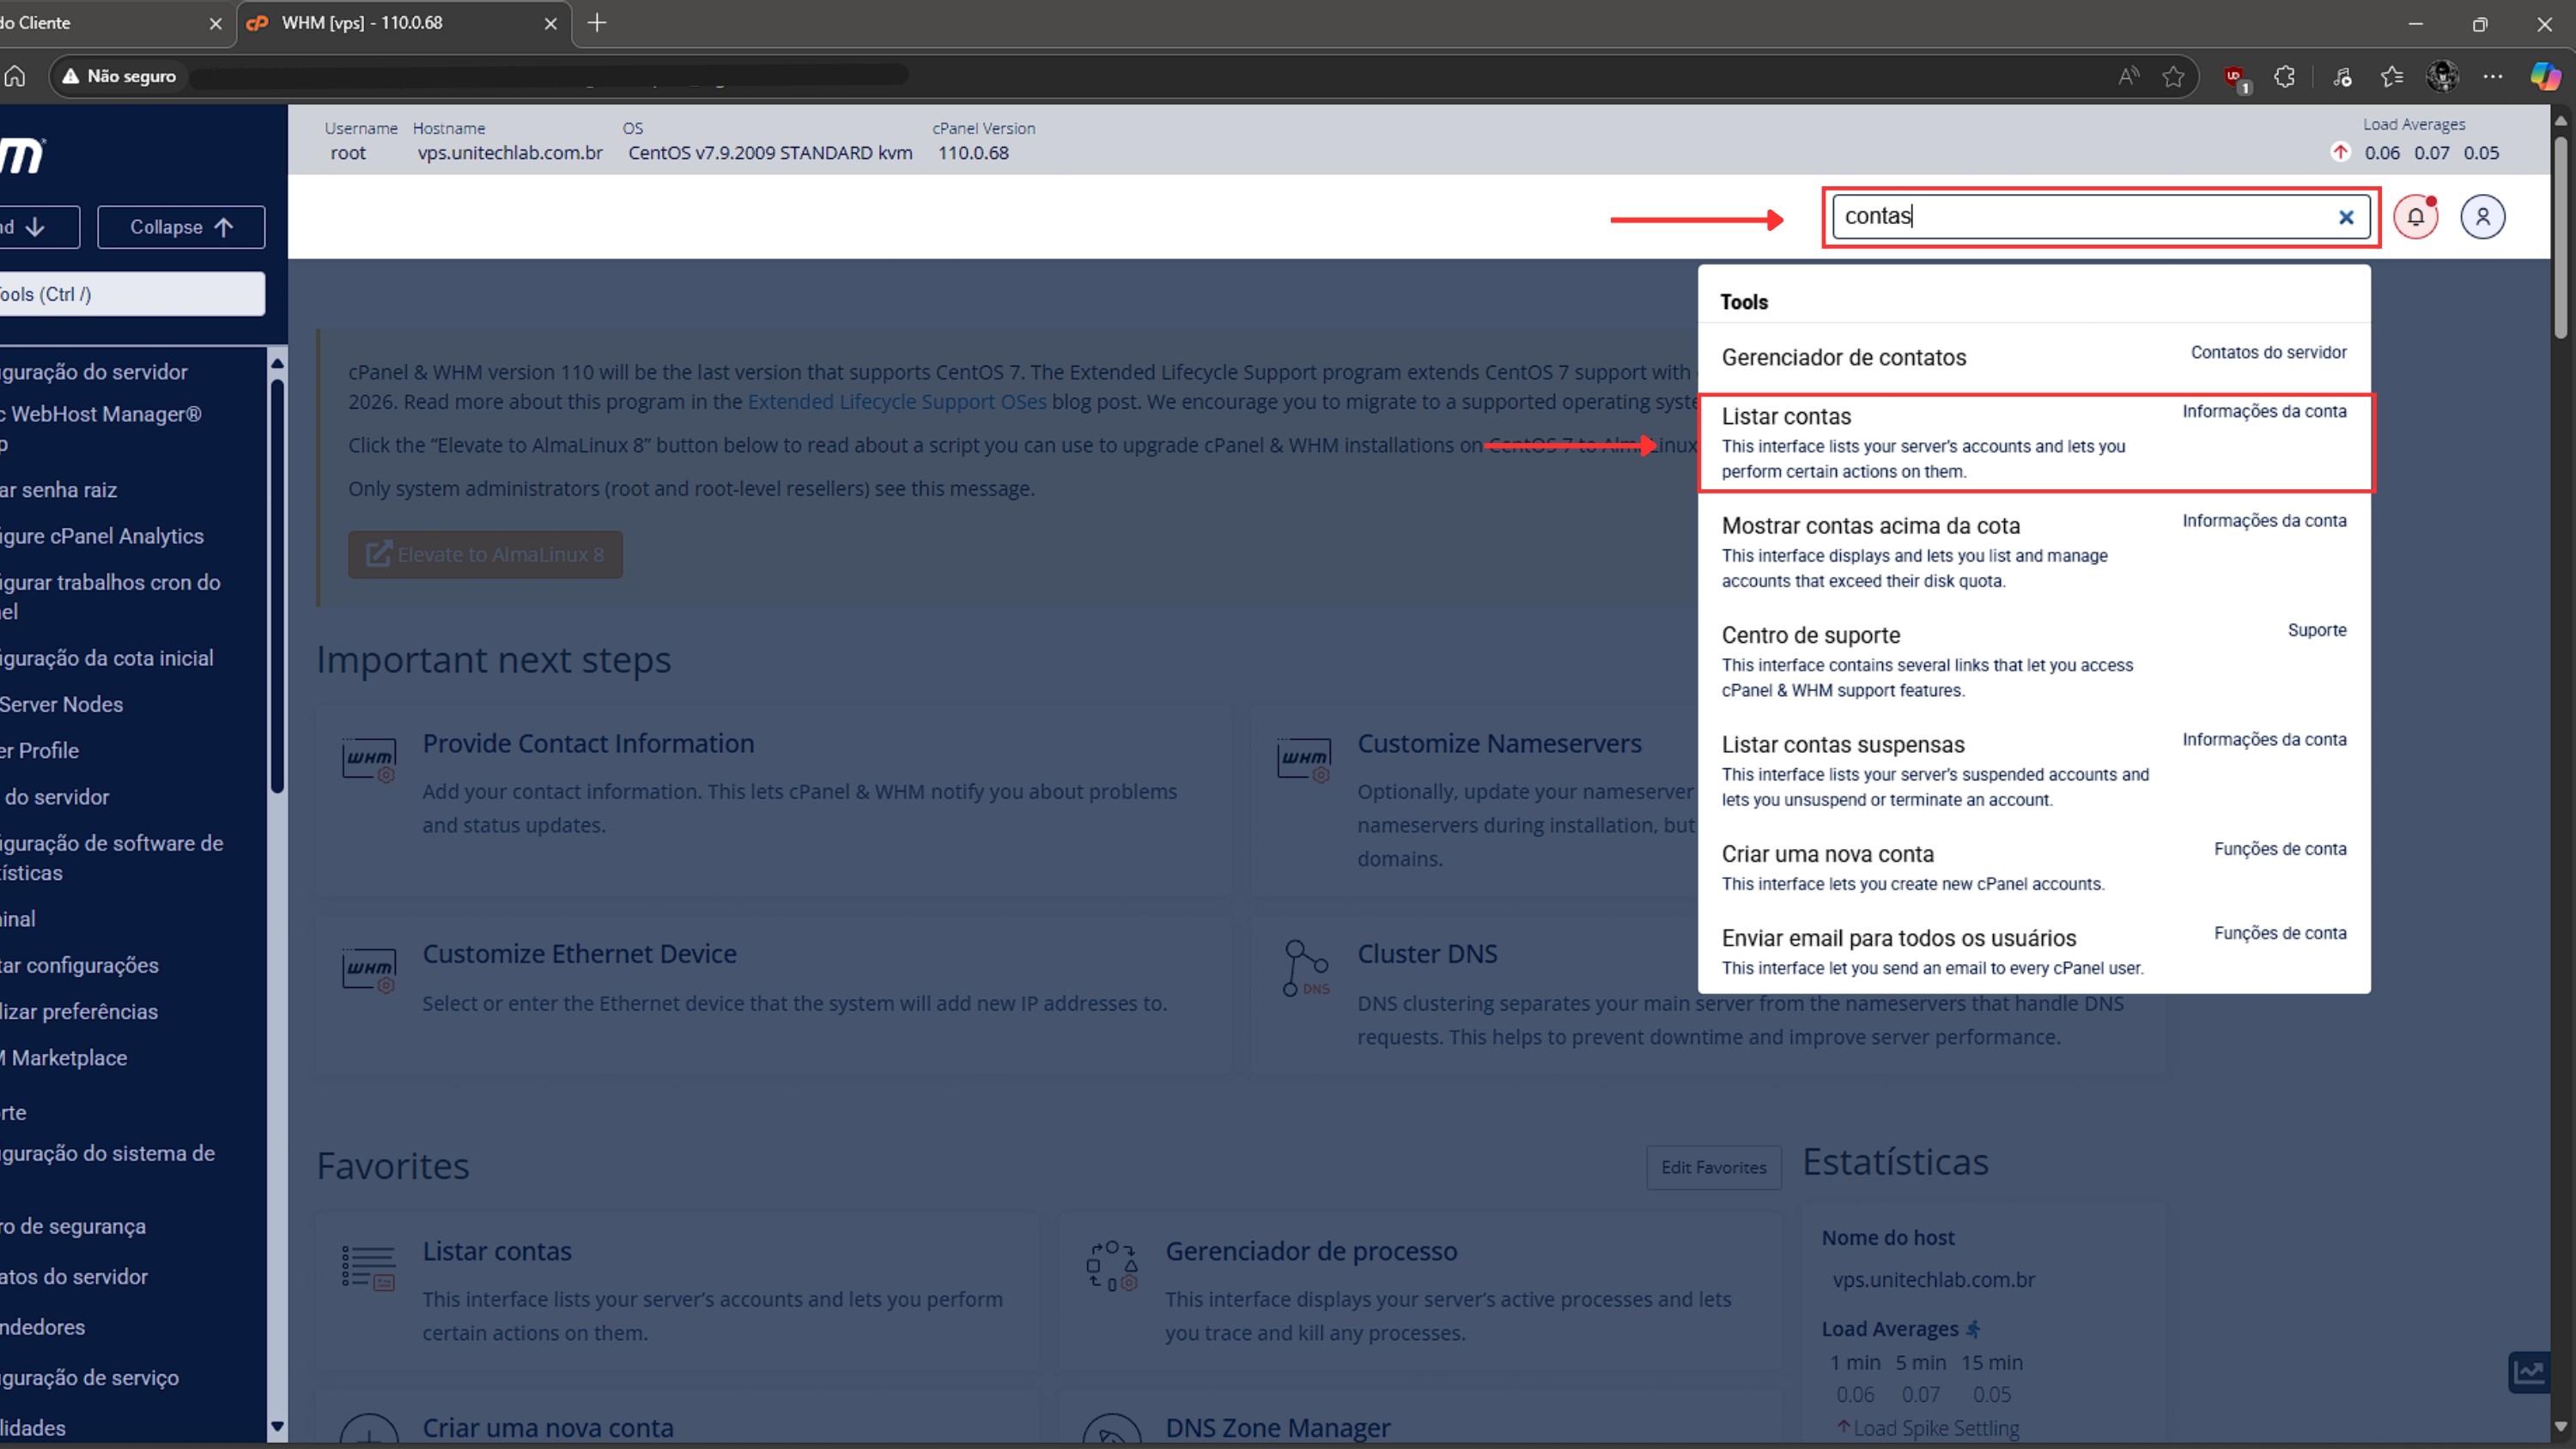 do Cliente
WHM [vps] - 110.0.68
Não seguro
Username Hostname OS cPanel Version
root vps.unitechlab.com.br CentOS v7.9.2009 STANDARD kvm 110.0.68
Load Averages
0.06 0.07 0.05
nd
Collapse
ools (Ctrl /)
contas
guração do servidor
c WebHost Manager®
p
ar senha raiz
igure cPanel Analytics
igurar trabalhos cron do
nel
iguração da cota inicial
Server Nodes
er Profile
do servidor
iguração de software de
tísticas
inal
tar configurações
lizar preferências
M Marketplace
rte
guração do sistema de
ro de segurança
atos do servidor
ndedores
guração de serviço
lidades
cPanel & WHM version 110 will be the last version that supports CentOS 7. The Extended Lifecycle Support program extends CentOS 7 support with
2026. Read more about this program in the Extended Lifecycle Support OSes blog post. We encourage you to migrate to a supported operating syste
Click the “Elevate to AlmaLinux 8” button below to read about a script you can use to upgrade cPanel & WHM installations on CentOS 7 to AlmaLinux
Only system administrators (root and root-level resellers) see this message.
Elevate to AlmaLinux 8
Tools
Gerenciador de contatos
Contatos do servidor
Listar contas
Informações da conta
This interface lists your server’s accounts and lets you
perform certain actions on them.
Mostrar contas acima da cota
Informações da conta
This interface displays and lets you list and manage
accounts that exceed their disk quota.
Centro de suporte
Suporte
This interface contains several links that let you access
cPanel & WHM support features.
Listar contas suspensas
Informações da conta
This interface lists your server’s suspended accounts and
lets you unsuspend or terminate an account.
Criar uma nova conta
Funções de conta
This interface lets you create new cPanel accounts.
Enviar email para todos os usuários
Funções de conta
This interface let you send an email to every cPanel user.
Important next steps
WHM
Provide Contact Information
Add your contact information. This lets cPanel & WHM notify you about problems
and status updates.
WHM
Customize Nameservers
Optionally, update your nameserver
nameservers during installation, but
domains.
WHM
Customize Ethernet Device
Select or enter the Ethernet device that the system will add new IP addresses to.
DNS
Cluster DNS
DNS clustering separates your main server from the nameservers that handle DNS
requests. This helps to prevent downtime and improve server performance.
Favorites
Edit Favorites
Listar contas
This interface lists your server’s accounts and lets you perform
certain actions on them.
Gerenciador de processo
This interface displays your server’s active processes and lets
you trace and kill any processes.
Criar uma nova conta
DNS Zone Manager
Estatísticas
Nome do host
vps.unitechlab.com.br
Load Averages
1 min 5 min 15 min
0.06 0.07 0.05
Load Spike Settling